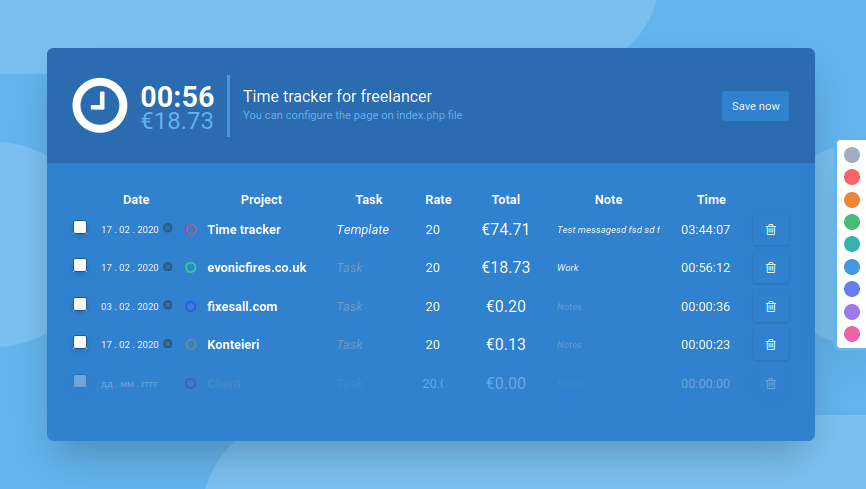 00:56
€18.73
Time tracker for freelancer
You can configure the page on index.php file
Save now
Date Project Task Rate Total Note Time
17 . 02 . 2020 Time tracker Template 20 €74.71 Test messagesd fsd sd f 03:44:07
17 . 02 . 2020 evonicfires.co.uk Task 20 €18.73 Work 00:56:12
03 . 02 . 2020 fixesall.com Task 20 €0.20 Notes 00:00:36
17 . 02 . 2020 Konteieri Task 20 €0.13 Notes 00:00:23
дд . мм . гггг Client Task 20.( €0.00 Notes 00:00:00